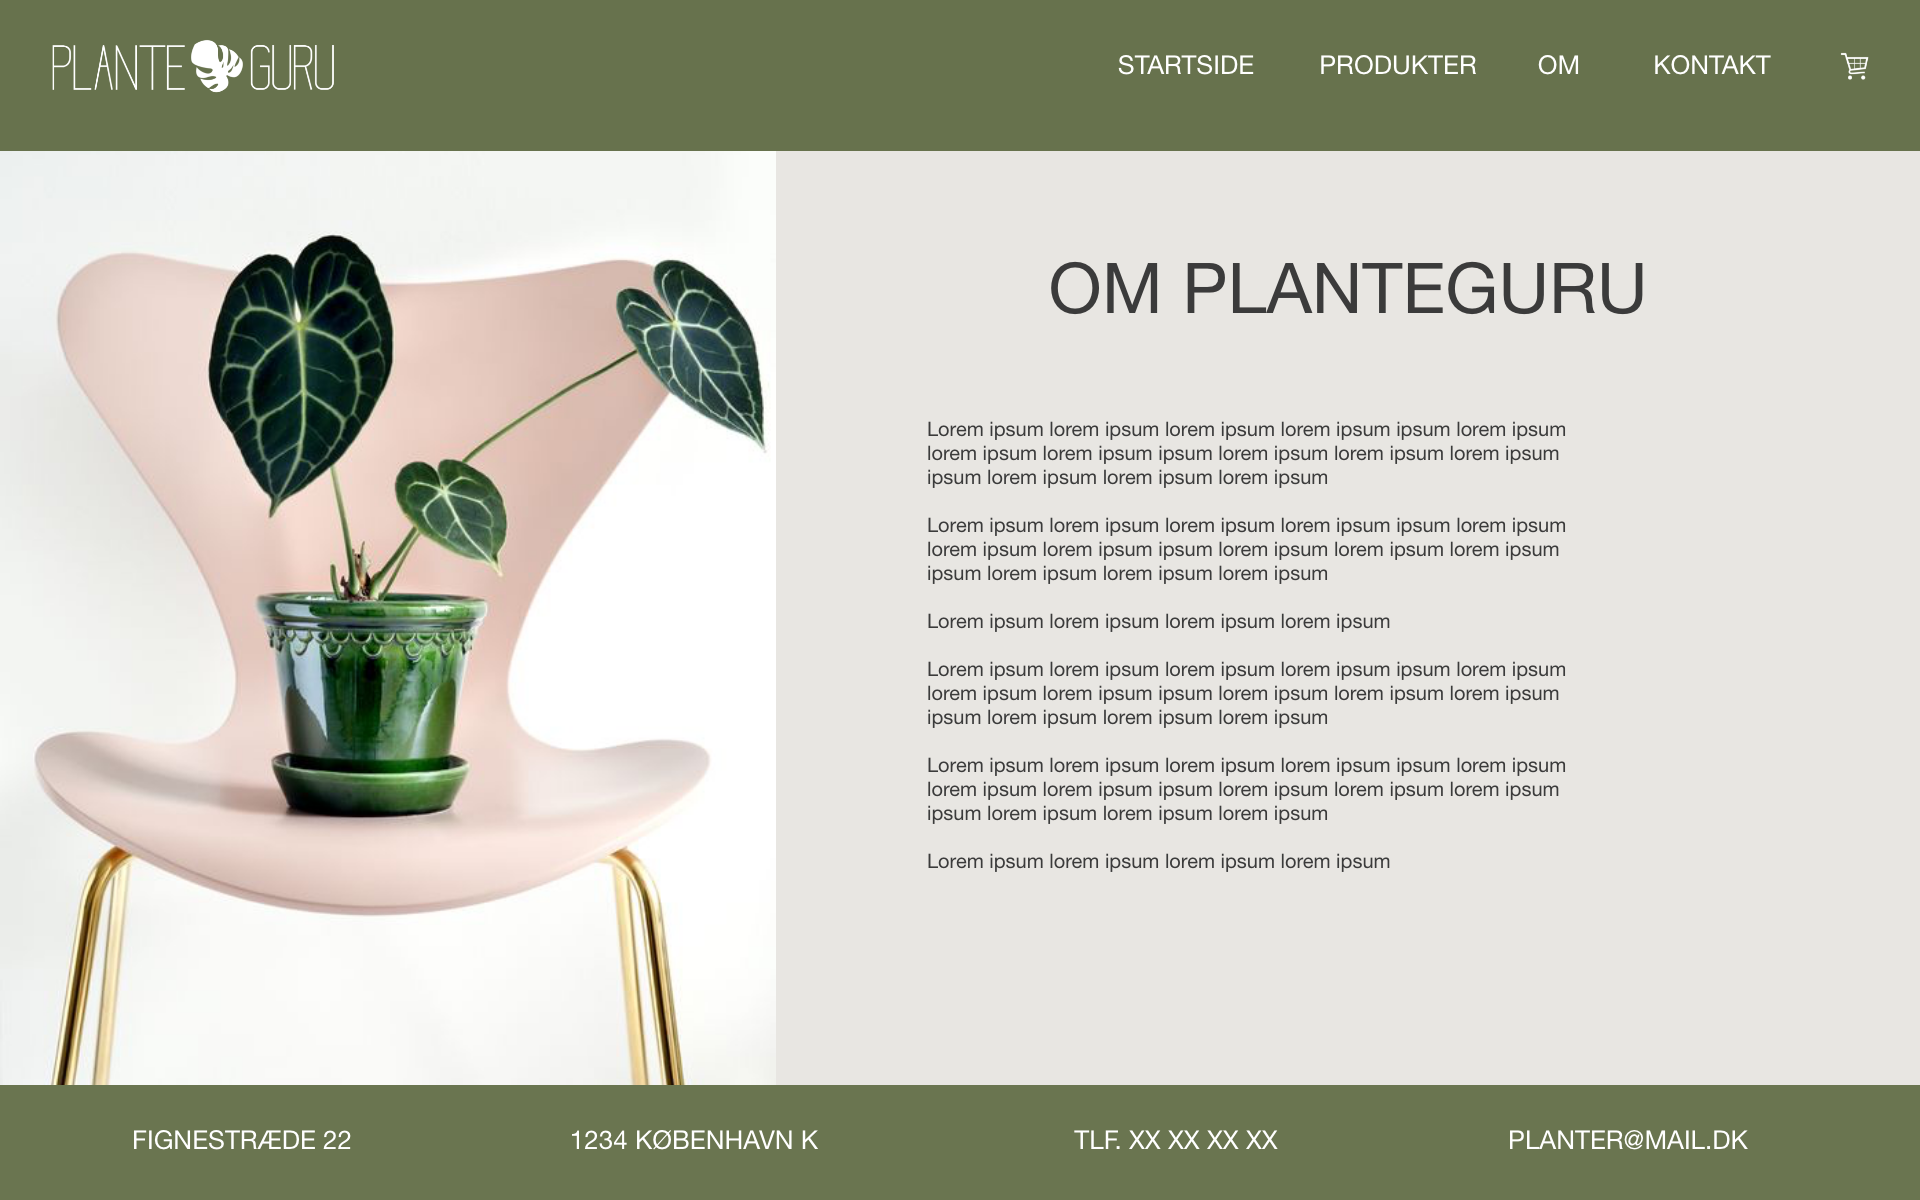 PLANTE GURU
STARTSIDE PRODUKTER OM KONTAKT
OM PLANTEGURU
Lorem ipsum lorem ipsum lorem ipsum lorem ipsum ipsum lorem ipsum
lorem ipsum lorem ipsum ipsum lorem ipsum lorem ipsum lorem ipsum
ipsum lorem ipsum lorem ipsum lorem ipsum
Lorem ipsum lorem ipsum lorem ipsum lorem ipsum ipsum lorem ipsum
lorem ipsum lorem ipsum ipsum lorem ipsum lorem ipsum lorem ipsum
ipsum lorem ipsum lorem ipsum lorem ipsum
Lorem ipsum lorem ipsum lorem ipsum lorem ipsum
Lorem ipsum lorem ipsum lorem ipsum lorem ipsum ipsum lorem ipsum
lorem ipsum lorem ipsum ipsum lorem ipsum lorem ipsum lorem ipsum
ipsum lorem ipsum lorem ipsum lorem ipsum
Lorem ipsum lorem ipsum lorem ipsum lorem ipsum ipsum lorem ipsum
lorem ipsum lorem ipsum ipsum lorem ipsum lorem ipsum lorem ipsum
ipsum lorem ipsum lorem ipsum lorem ipsum
Lorem ipsum lorem ipsum lorem ipsum lorem ipsum
FIGNESTRÆDE 22 1234 KØBENHAVN K TLF. XX XX XX XX PLANTER@MAIL.DK